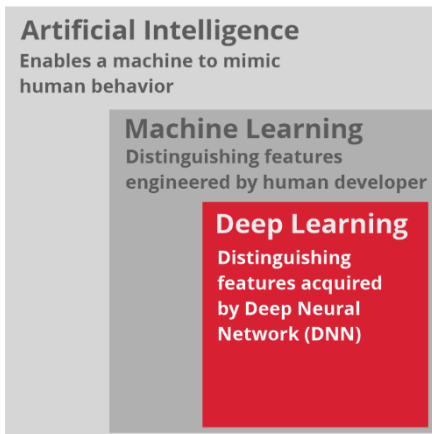 Artificial Intelligence
Enables a machine to mimic
human behavior
Machine Learning
Distinguishing features
engineered by human developer
Deep Learning
Distinguishing
features acquired
by Deep Neural
Network (DNN)